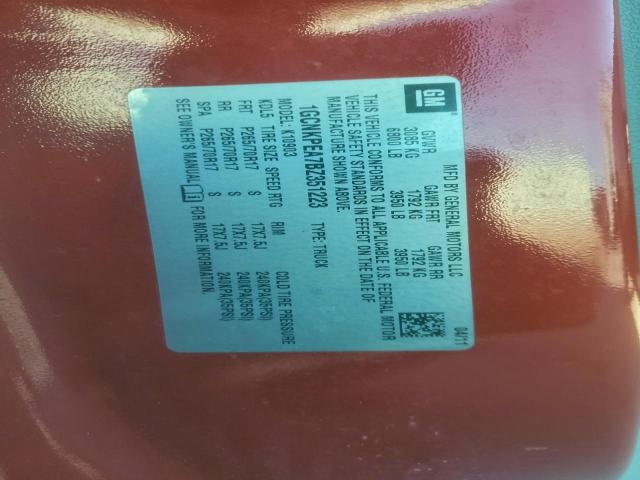 GM
MFD BY GENERAL MOTORS LLC 04/11
GVWR GAWR FRT GAWR RR
3085 KG 1792 KG 1792 KG
6800 LB 3950 LB 3950 LB
THIS VEHICLE CONFORMS TO ALL APPLICABLE U.S. FEDERAL MOTOR
VEHICLE SAFETY STANDARDS IN EFFECT ON THE DATE OF
MANUFACTURE SHOWN ABOVE.
1GCNKPEA7BZ351223 TYPE: TRUCK
MODEL: K10903
KDL5 TIRE SIZE SPEED RTG RIM COLD TIRE PRESSURE
FRT P265/70R17 S 17X7.5J 240KPA(35PSI)
RR P265/70R17 S 17X7.5J 240KPA(35PSI)
SPA P265/70R17 S 17X7.5J 240KPA(35PSI)
SEE OWNER'S MANUAL FOR MORE INFORMATION.